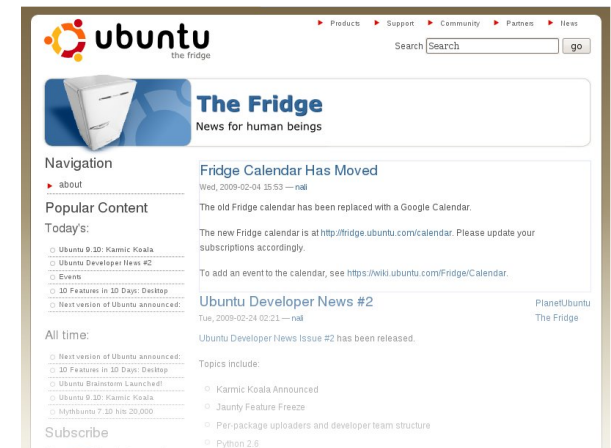 Products Support Community Partners News
ubuntu
the fridge
Search Search go
The Fridge
News for human beings
Navigation
about
Popular Content
Today's:
Ubuntu 9.10: Karmic Koala
Ubuntu Developer News #2
Events
10 Features in 10 Days: Desktop
Next version of Ubuntu announced:
All time:
Next version of Ubuntu announced:
10 Features in 10 Days: Desktop
Ubuntu Brainstorm Launched!
Ubuntu 9.10: Karmic Koala
Mythbuntu 7.10 hits 20,000
Subscribe
Fridge Calendar Has Moved
Wed, 2009-02-04 15:53 — nali
The old Fridge calendar has been replaced with a Google Calendar.
The new Fridge calendar is at http://fridge.ubuntu.com/calendar. Please update your
subscriptions accordingly.
To add an event to the calendar, see https://wiki.ubuntu.com/Fridge/Calendar.
Ubuntu Developer News #2
Tue, 2009-02-24 02:21 — nali
Ubuntu Developer News Issue #2 has been released.
Topics include:
Karmic Koala Announced
Jaunty Feature Freeze
Per-package uploaders and developer team structure
Python 2.6
PlanetUbuntu
The Fridge